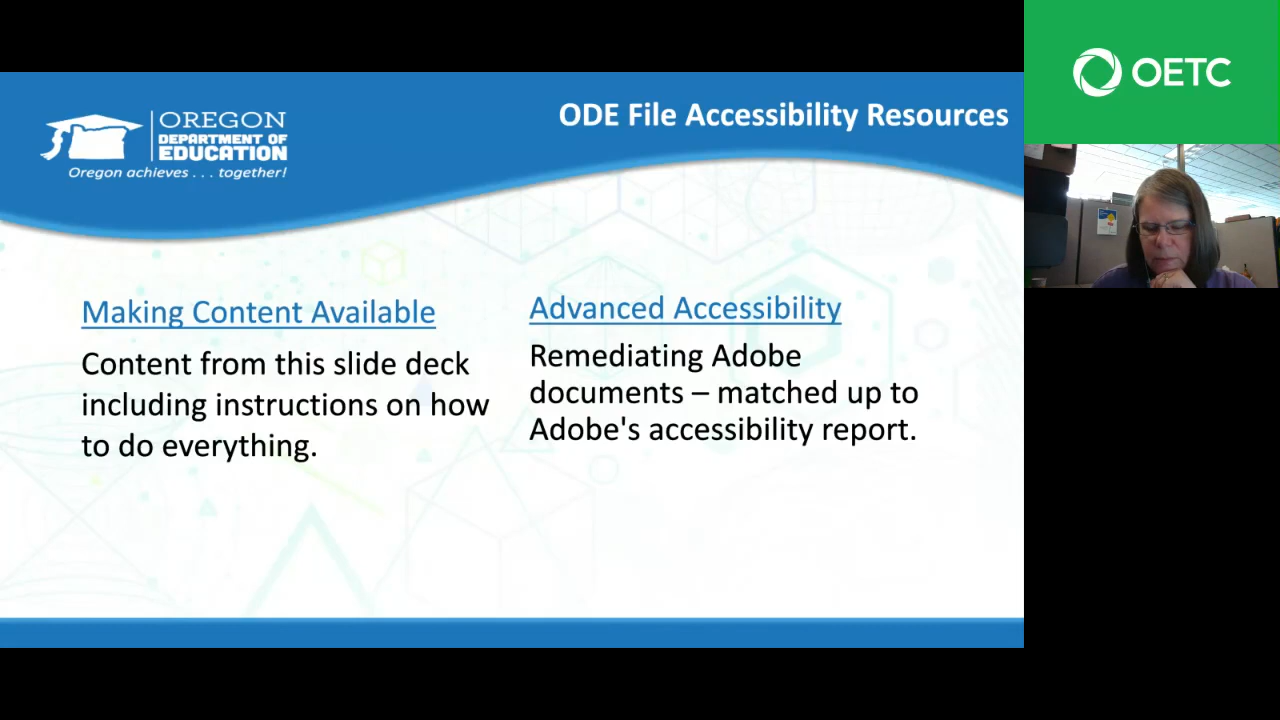 OETC
ODE File Accessibility Resources
OREGON
DEPARTMENT OF
EDUCATION
Oregon achieves . . . together!
Making Content Available
Content from this slide deck
including instructions on how
to do everything.
Advanced Accessibility
Remediating Adobe
documents – matched up to
Adobe's accessibility report.